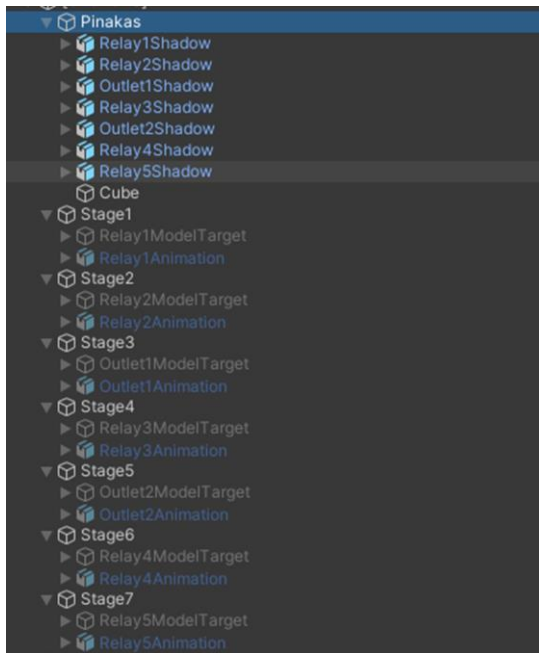 Pinakas
Relay1Shadow
Relay2Shadow
Outlet1Shadow
Relay3Shadow
Outlet2Shadow
Relay4Shadow
Relay5Shadow
Cube
Stage1
Relay1ModelTarget
Relay1Animation
Stage2
Relay2ModelTarget
Relay2Animation
Stage3
Outlet1ModelTarget
Outlet1Animation
Stage4
Relay3ModelTarget
Relay3Animation
Stage5
Outlet2ModelTarget
Outlet2Animation
Stage6
Relay4ModelTarget
Relay4Animation
Stage7
Relay5ModelTarget
Relay5Animation